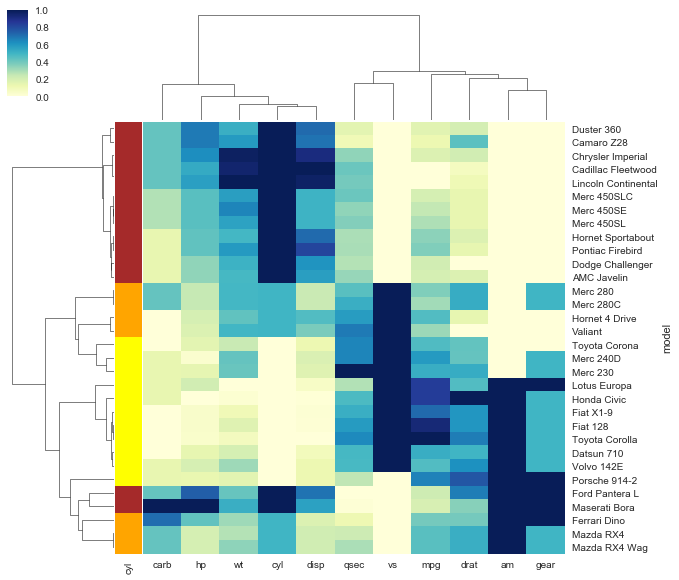 1.0
0.8
0.6
0.4
0.2
0.0
Duster 360
Camaro Z28
Chrysler Imperial
Cadillac Fleetwood
Lincoln Continental
Merc 450SLC
Merc 450SE
Merc 450SL
Hornet Sportabout
Pontiac Firebird
Dodge Challenger
AMC Javelin
Merc 280
Merc 280C
Hornet 4 Drive
Valiant
Toyota Corona
Merc 240D
Merc 230
Lotus Europa
Honda Civic
Fiat X1-9
Fiat 128
Toyota Corolla
Datsun 710
Volvo 142E
Porsche 914-2
Ford Pantera L
Maserati Bora
Ferrari Dino
Mazda RX4
Mazda RX4 Wag
model
cyl
carb hp wt cyl disp qsec vs mpg drat am gear